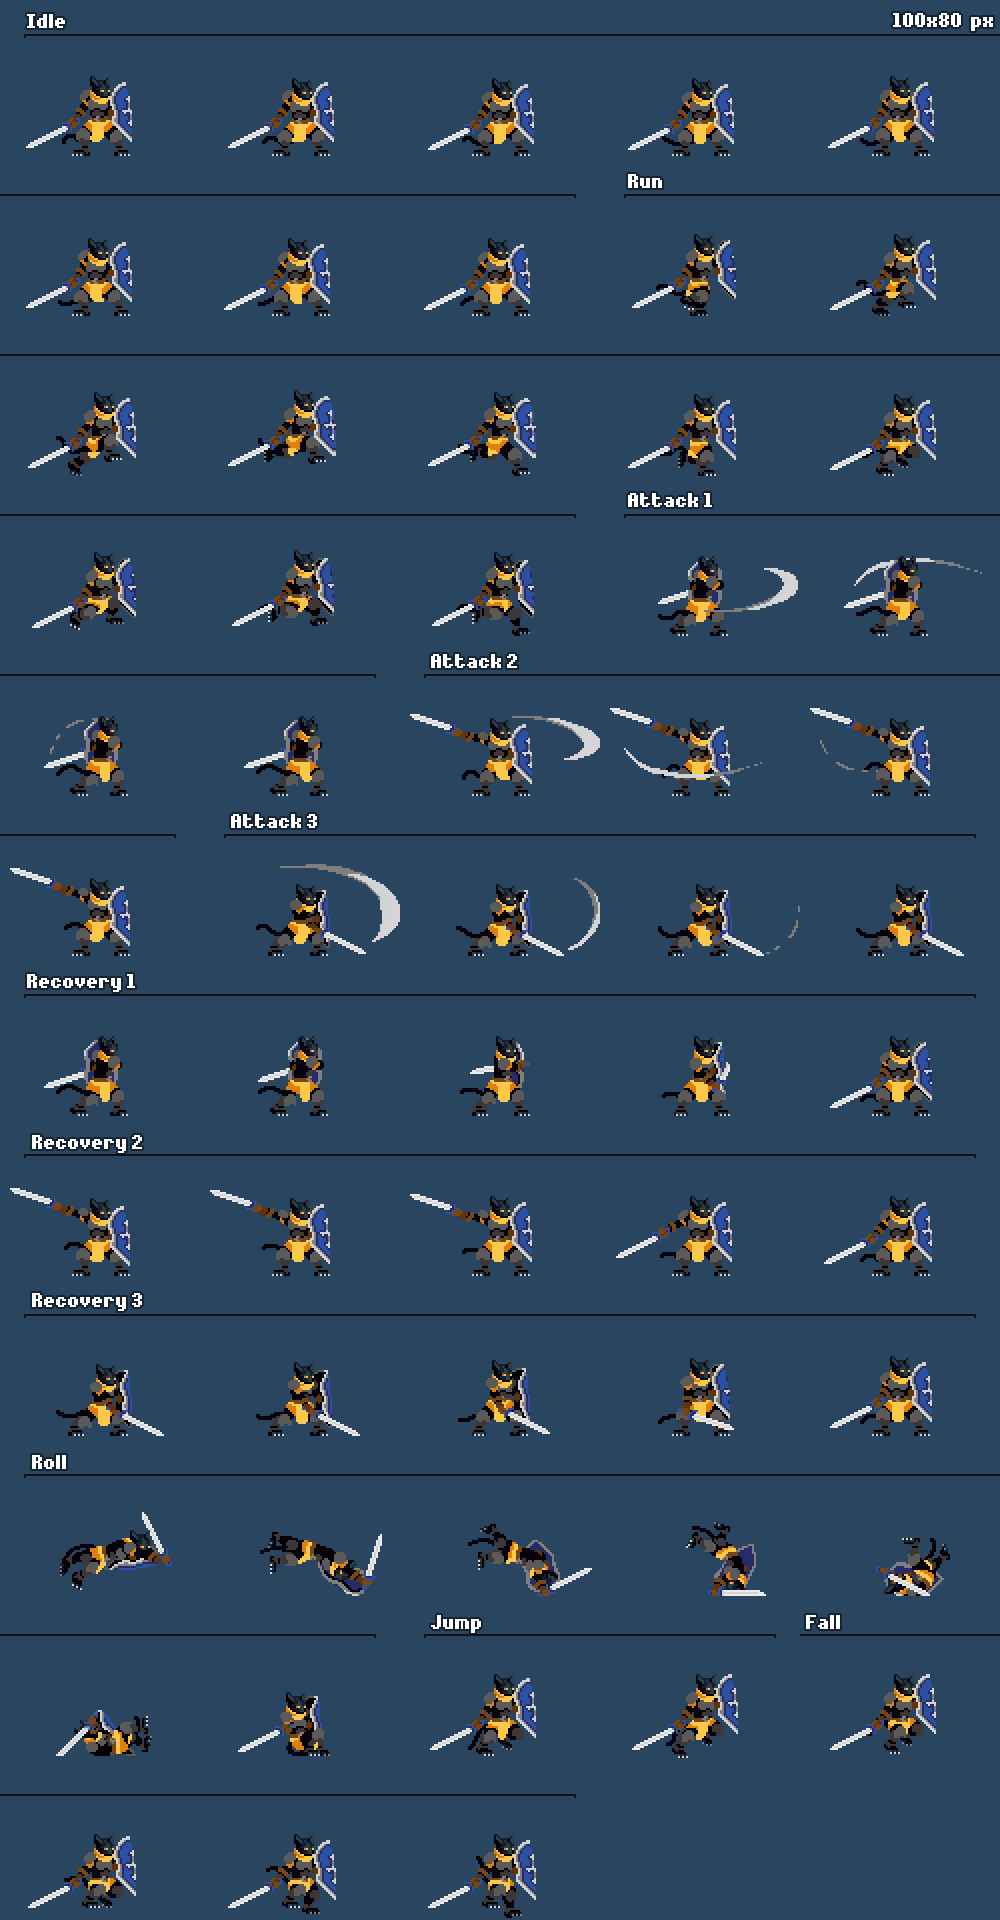 Idle
100x80 px
Run
Attack 1
Attack 2
Attack 3
Recovery 1
Recovery 2
Recovery 3
Roll
Jump
Fall